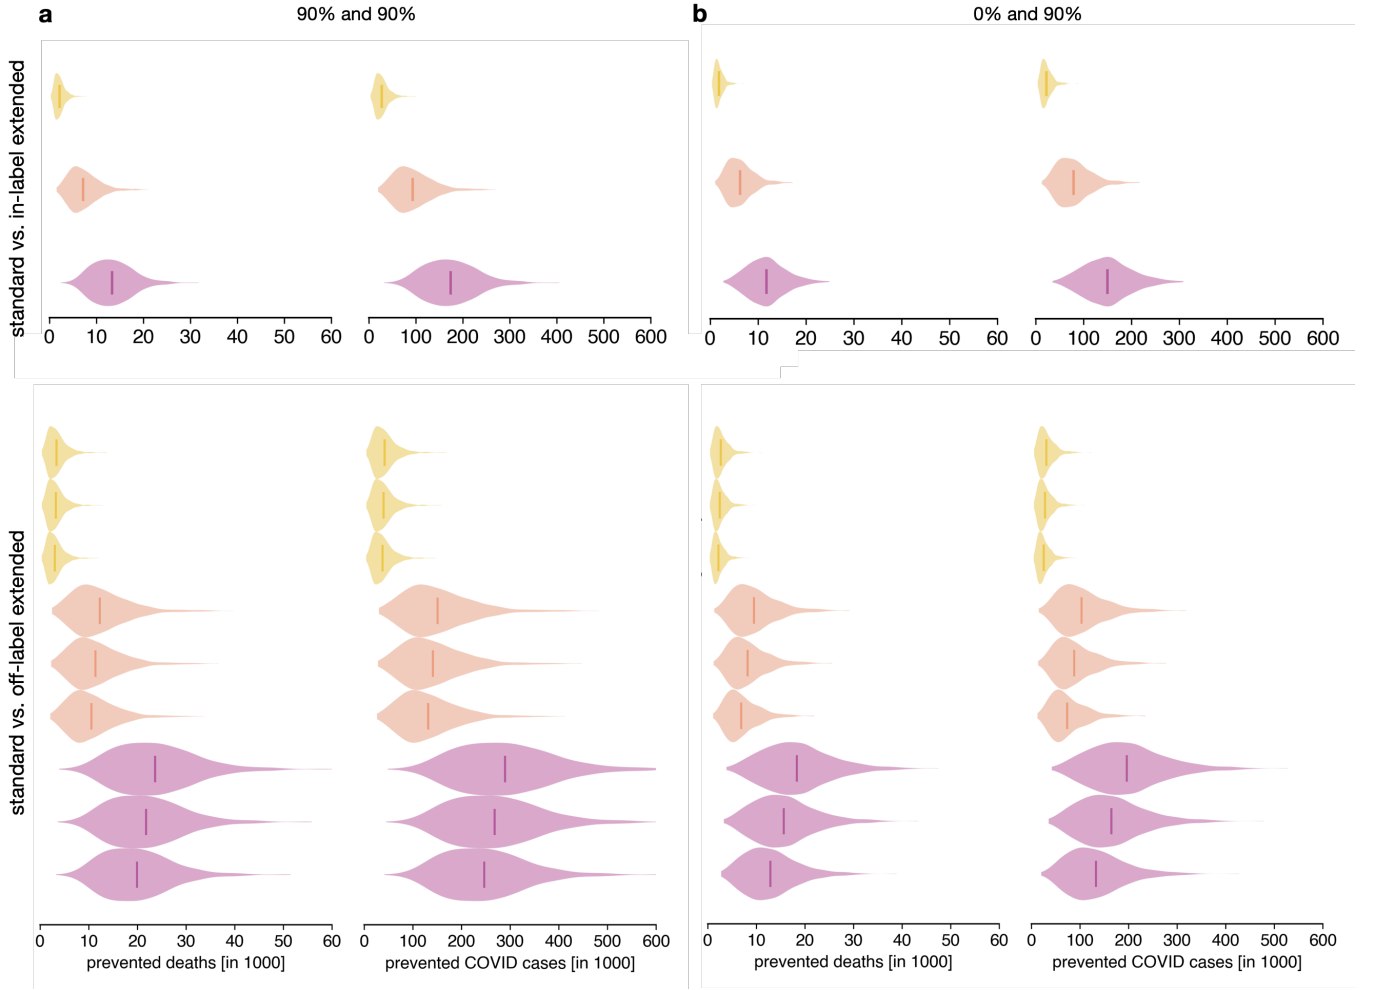 a
90% and 90%
b
0% and 90%
standard vs. in-label extended
0 10 20 30 40 50 60
0 100 200 300 400 500 600
0 10 20 30 40 50 60
0 100 200 300 400 500 600
standard vs. off-label extended
0 10 20 30 40 50 60
0 100 200 300 400 500 600
0 10 20 30 40 50 60
0 100 200 300 400 500 600
prevented deaths [in 1000]
prevented COVID cases [in 1000]
prevented deaths [in 1000]
prevented COVID cases [in 1000]